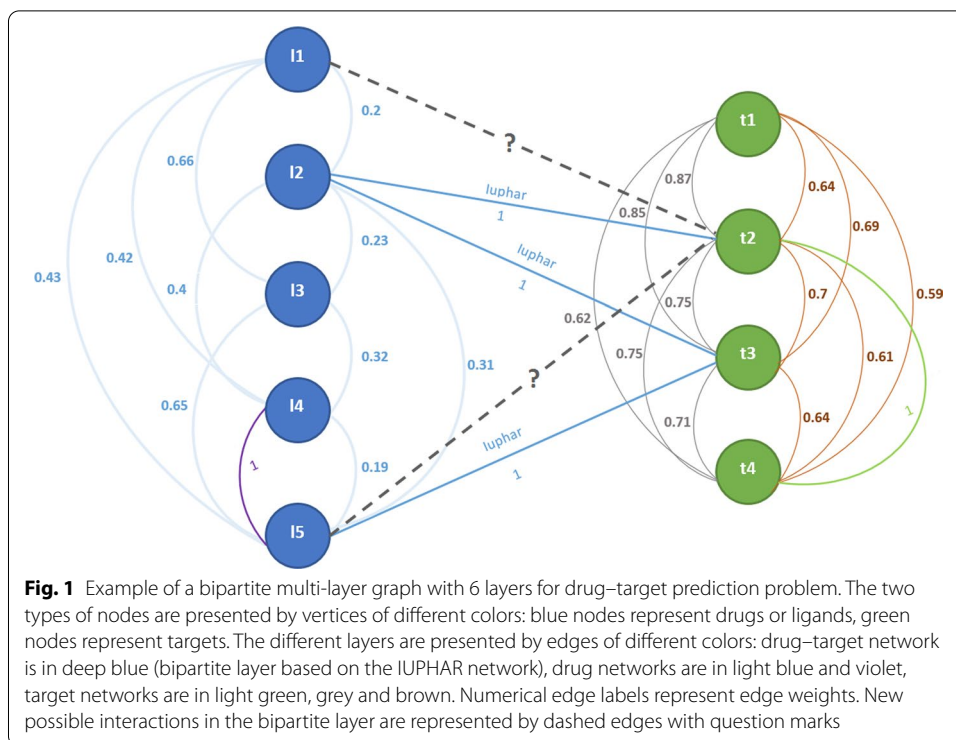 l1
0.2
t1
?
0.66
0.87
l2
Iuphar
0.64
1
0.85
0.69
t2
0.23
Iuphar
0.43
0.42
0.4
l3
1
0.75
0.7
0.59
0.62
t3
0.32
0.31
0.75
0.61
?
0.65
l4
1
0.71
0.64
Iuphar
1
0.19
1
t4
l5
Fig. 1 Example of a bipartite multi-layer graph with 6 layers for drug–target prediction problem. The two
types of nodes are presented by vertices of different colors: blue nodes represent drugs or ligands, green
nodes represent targets. The different layers are presented by edges of different colors: drug–target network
is in deep blue (bipartite layer based on the IUPHAR network), drug networks are in light blue and violet,
target networks are in light green, grey and brown. Numerical edge labels represent edge weights. New
possible interactions in the bipartite layer are represented by dashed edges with question marks